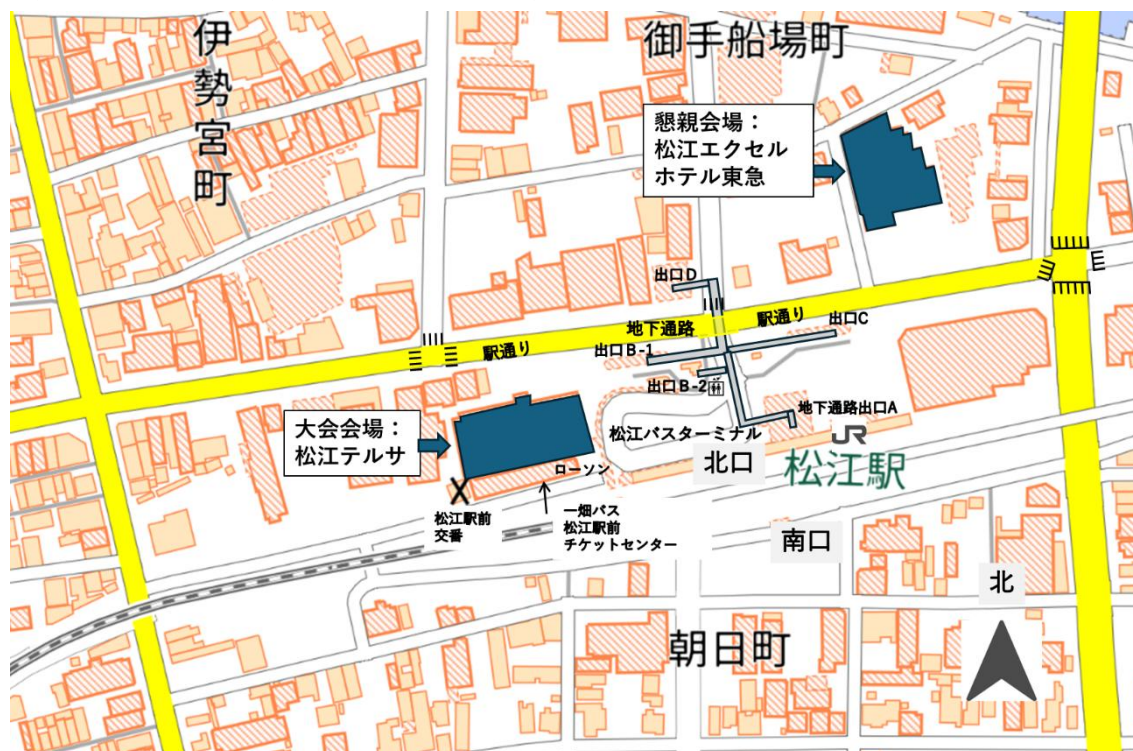 伊勢宮町
御手船場町
懇親会場：
松江エクセル
ホテル東急
出口D
地下通路
駅通り
出口C
駅通り
出口B-1
出口B-2
地下通路出口A
大会会場：
松江テルサ
松江バスターミナル
JR
松江駅
北口
ローソン
松江駅前
交番
一畑バス
松江駅前
チケットセンター
南口
北
朝日町